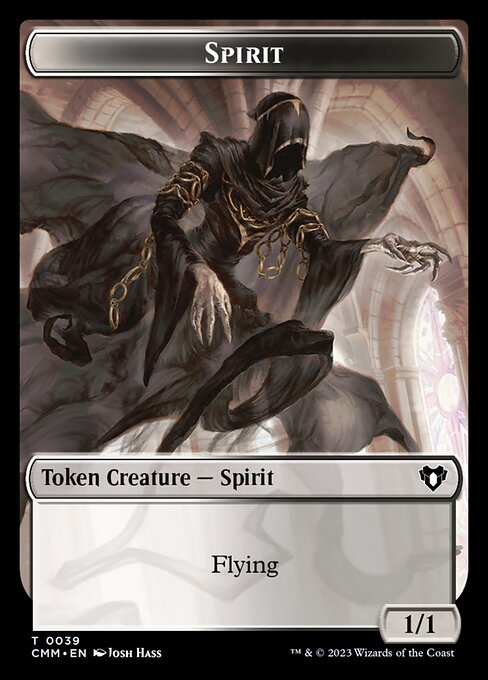 Spirit
Token Creature — Spirit
Flying
1/1
T 0039
CMM • EN Josh Hass
™ & © 2023 Wizards of the Coast